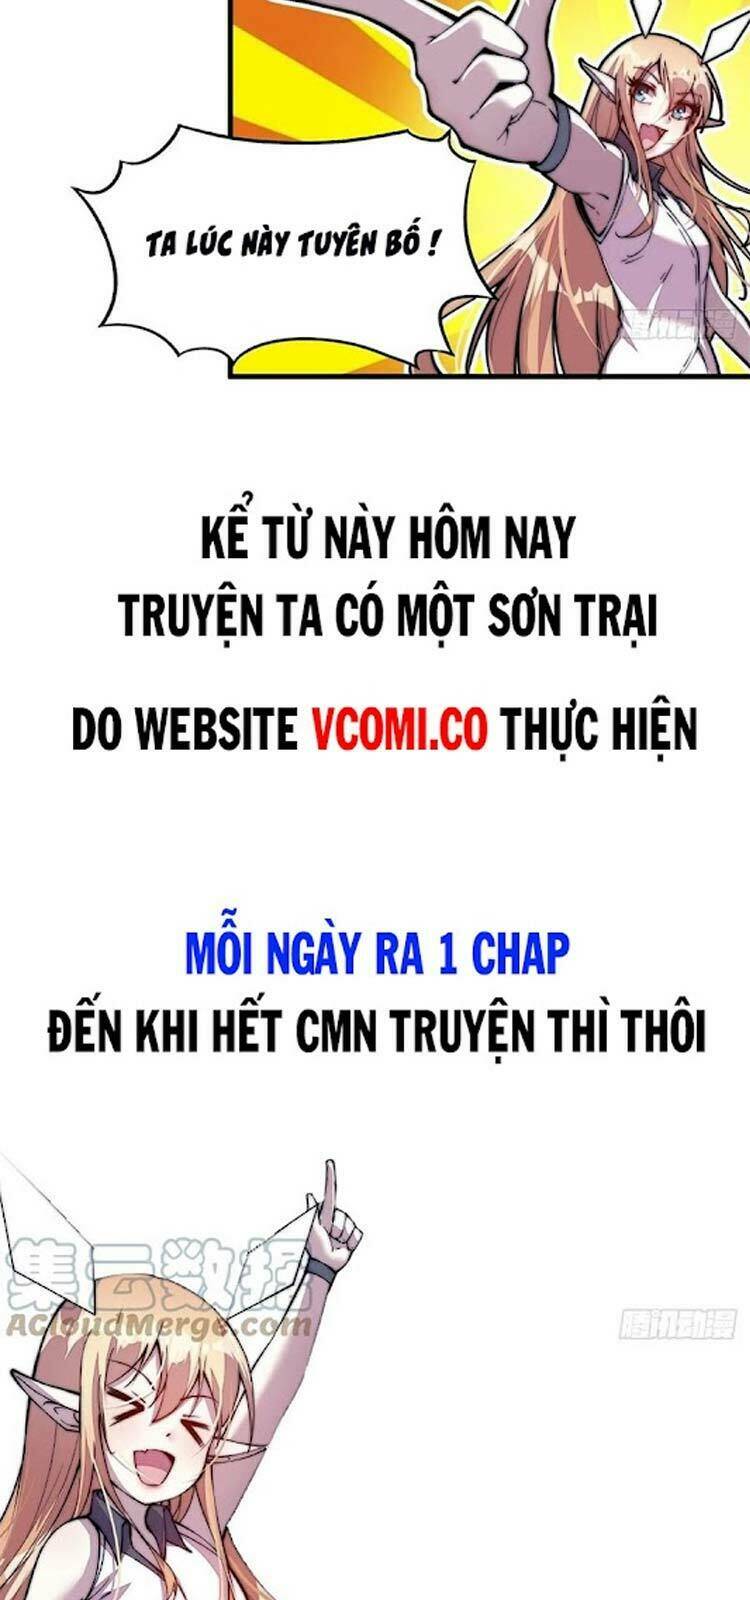 TA LÚC NÀY TUYÊN BỐ !
腾讯动漫
KỂ TỪ NÀY HÔM NAY
TRUYỆN TA CÓ MỘT SƠN TRẠI
DO WEBSITE VCOMI.CO THỰC HIỆN
MỖI NGÀY RA 1 CHAP
ĐẾN KHI HẾT CMN TRUYỆN THÌ THÔI
集云数据
ACloudMerge.com
腾讯动漫